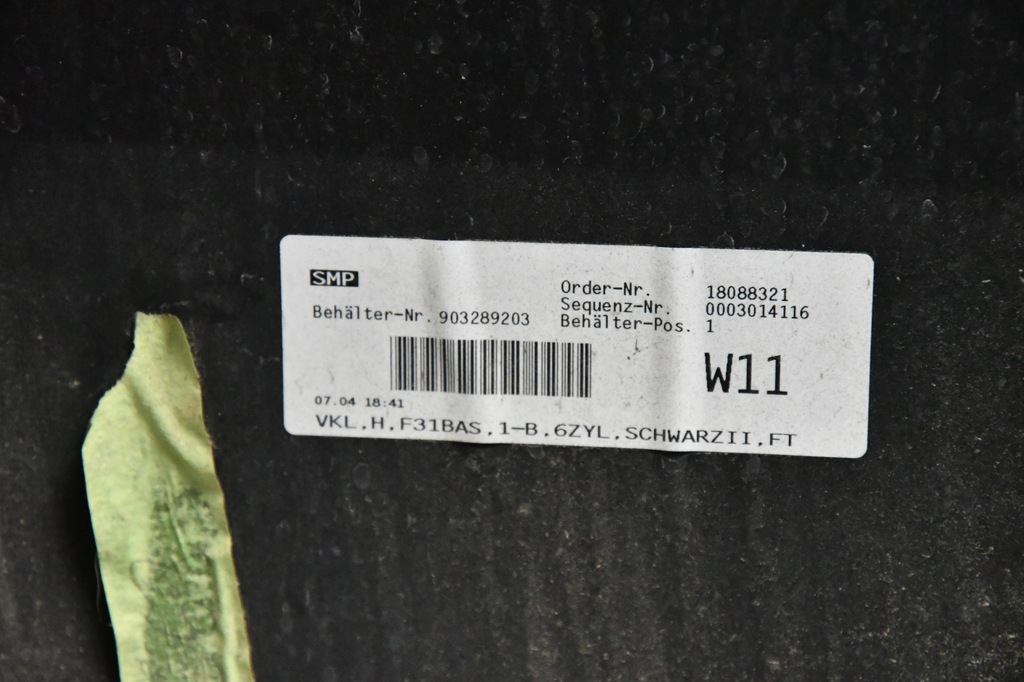 SMP
Behälter-Nr. 903289203
Order-Nr. 18088321
Sequenz-Nr. 0003014116
Behälter-Pos. 1
W11
07.04 18:41
VKL.H.F31BAS.1-B.6ZYL.SCHWARZII.FT